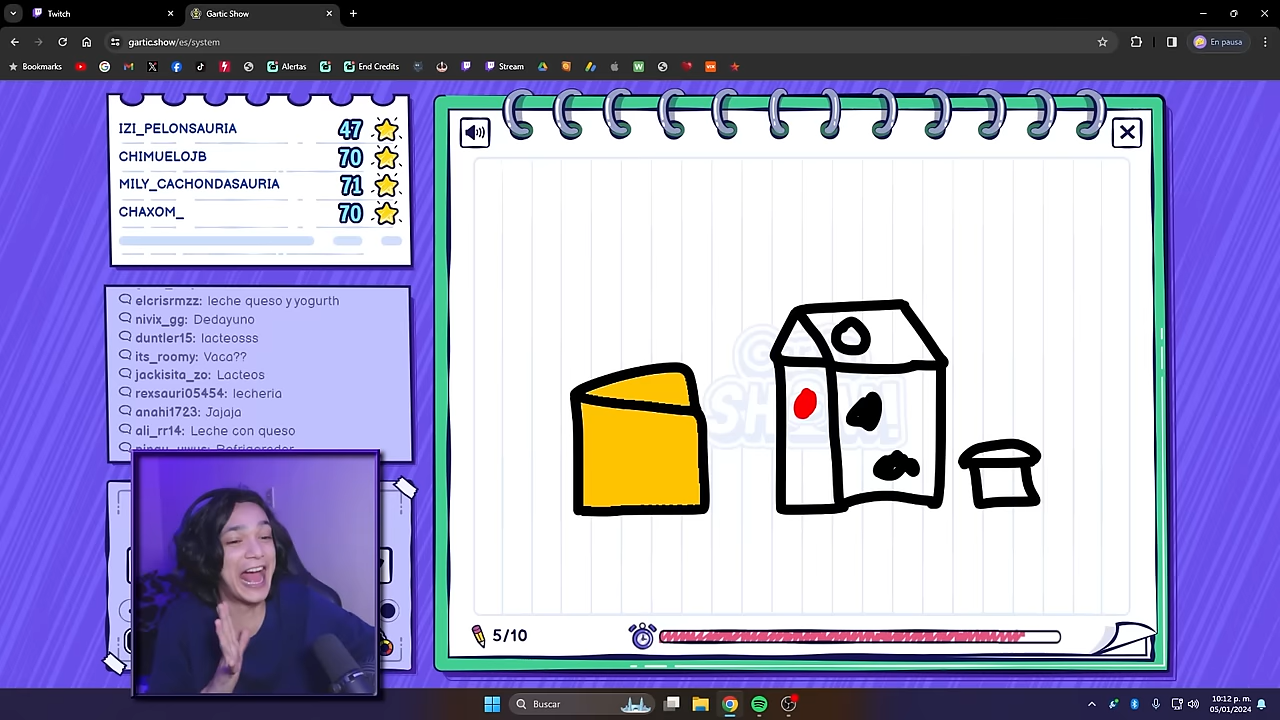 Twitch
Gartic Show
gartic.show/es/system
En pausa
Bookmarks
Alertas
End Credits
Stream
IZI_PELONSAURIA 47
CHIMUELOJB 70
MILY_CACHONDASAURIA 71
CHAXOM_ 70
elcrisrmzz: leche queso y yogurth
nivix_gg: Dedayuno
duntler15: lacteosss
its_roomy: Vaca??
jackisita_zo: Lacteos
rexsauri05454: lecheria
anahi1723: Jajaja
ali_rr14: Leche con queso
SHOW!
5/10
Buscar
10:12 p. m.
05/01/2024